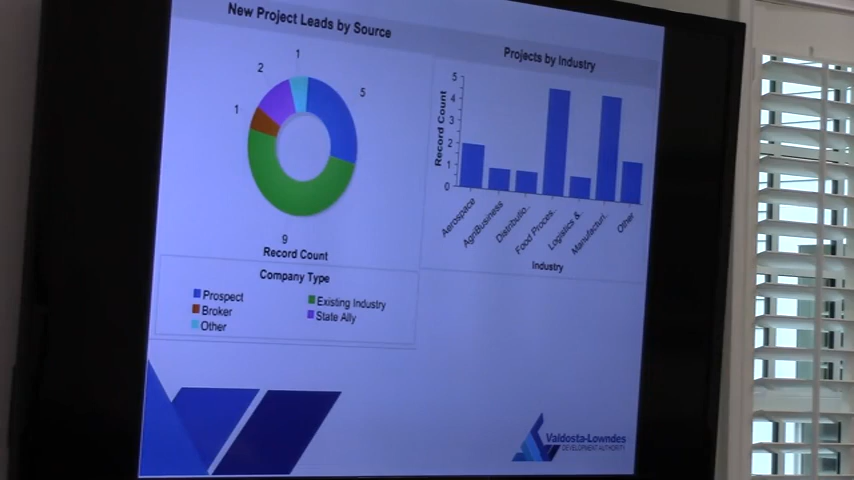 New Project Leads by Source
1
2
5
1
9
Record Count
Company Type
Prospect
Existing Industry
Broker
State Ally
Other
Projects by Industry
Record Count
5
4
3
2
1
0
Aerospace
AgriBusiness
Distributio...
Food Proces...
Logistics &...
Manufacturi...
Other
Industry
Valdosta-Lowndes
DEVELOPMENT AUTHORITY